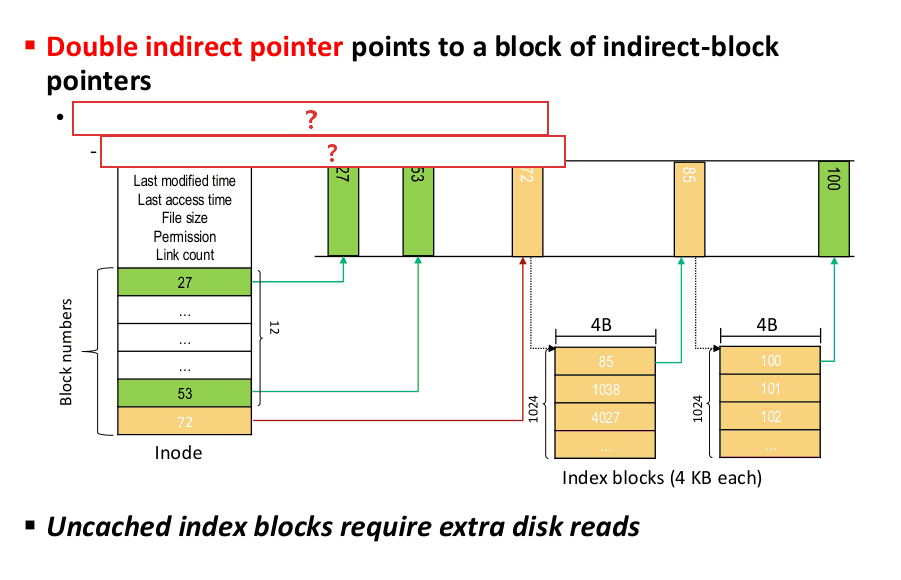 Double indirect pointer points to a block of indirect-block
pointers
?
?
27
53
72
85
100
Last modified time
Last access time
File size
Permission
Link count
27
...
...
...
53
72
12
Block numbers
Inode
4B
85
1038
4027
...
1024
4B
100
101
102
...
1024
Index blocks (4 KB each)
Uncached index blocks require extra disk reads